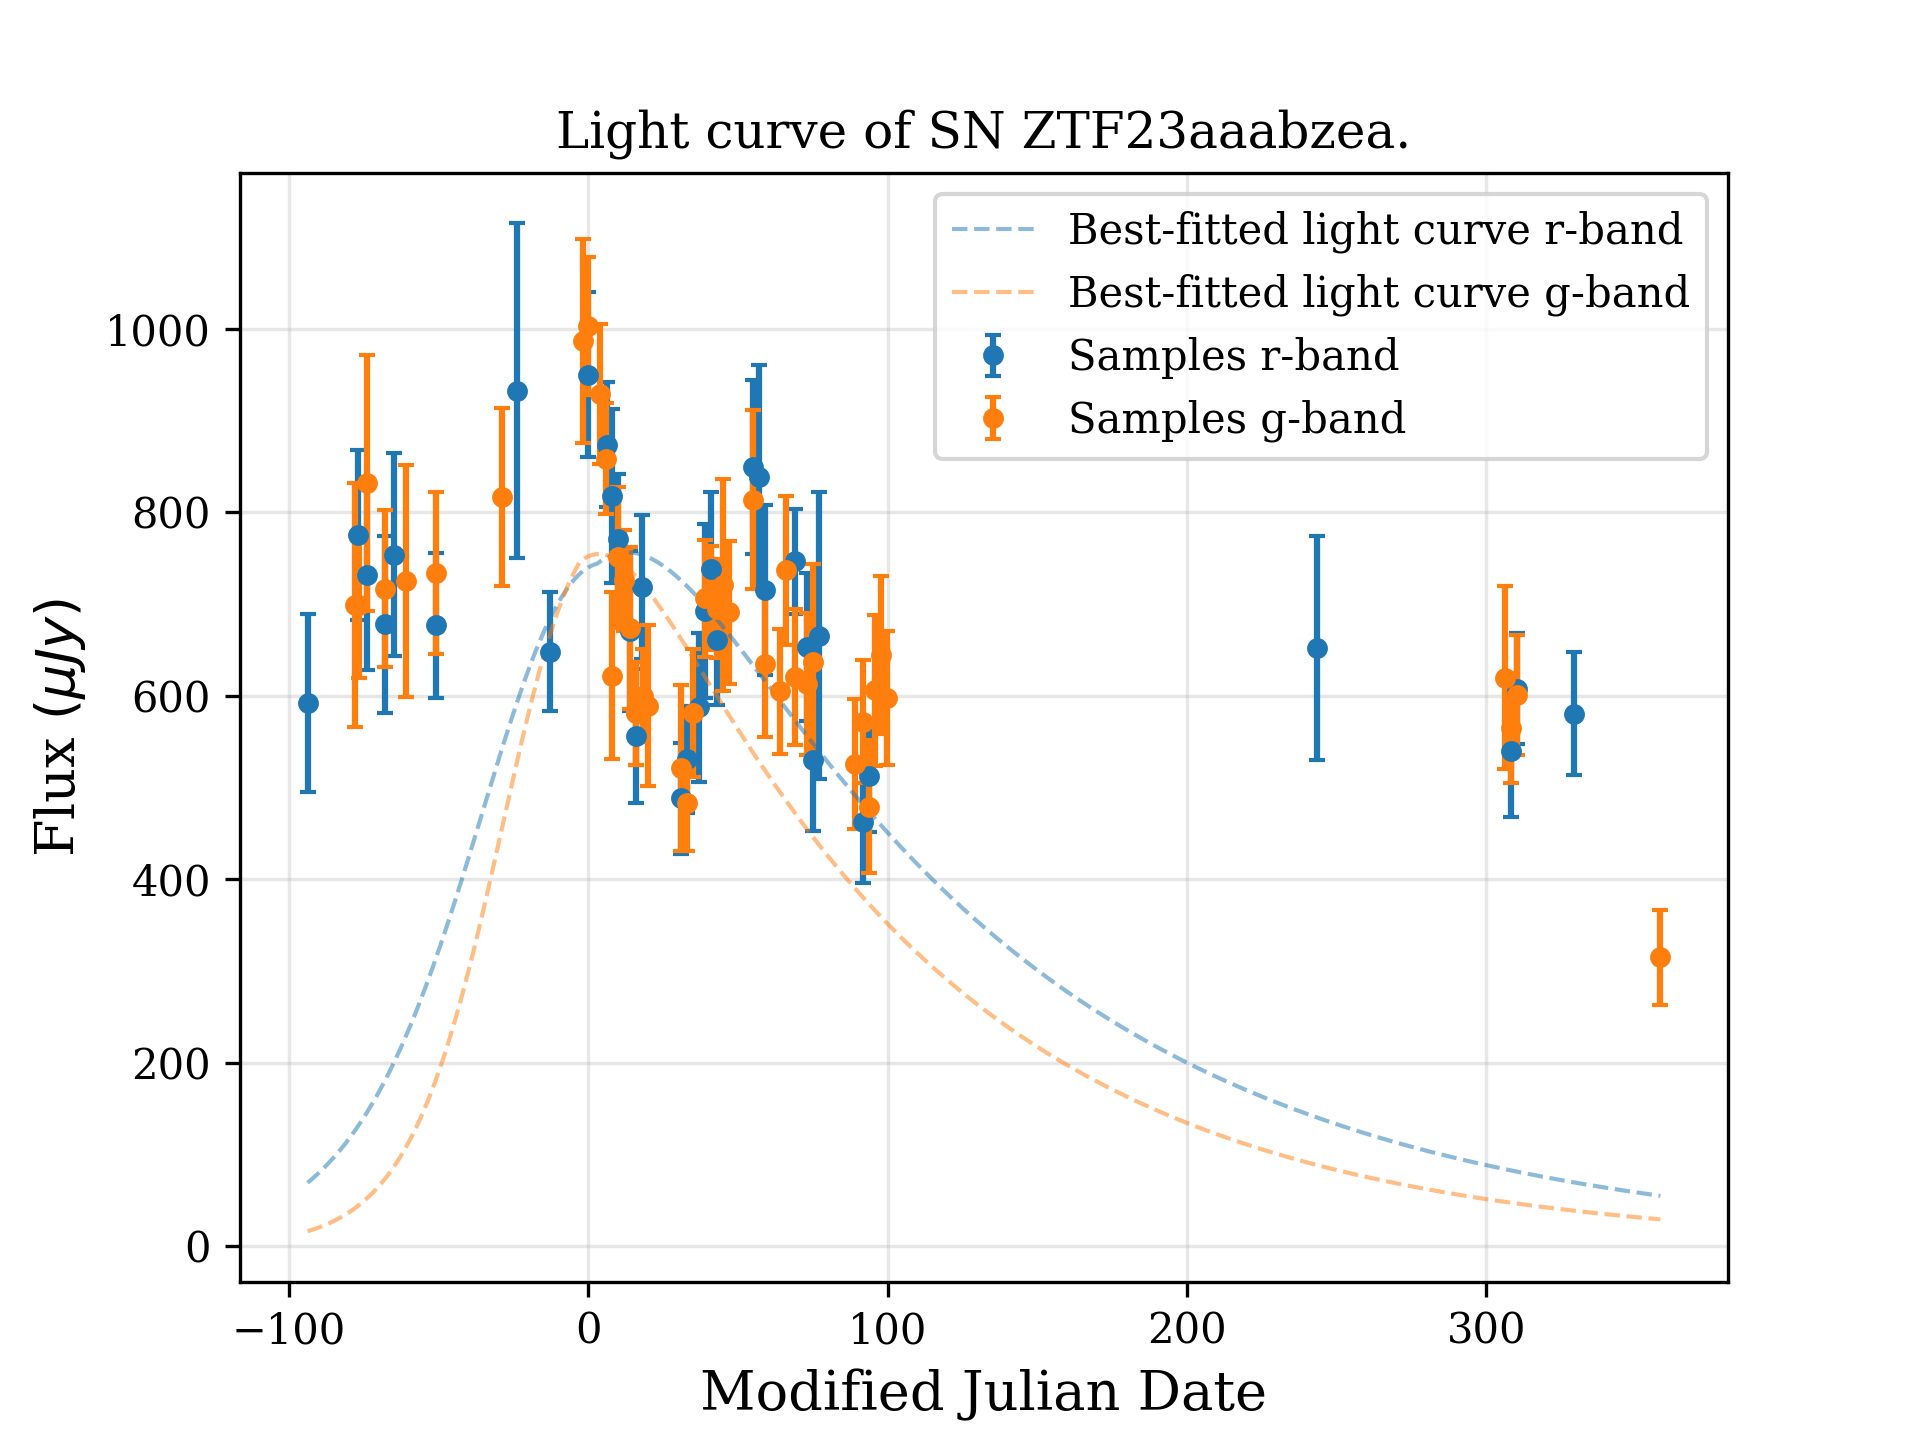 Light curve of SN ZTF23aaabzea.
Best-fitted light curve r-band
Best-fitted light curve g-band
Samples r-band
Samples g-band
Flux (μJy)
1000
800
600
400
200
0
−100
0
100
200
300
Modified Julian Date